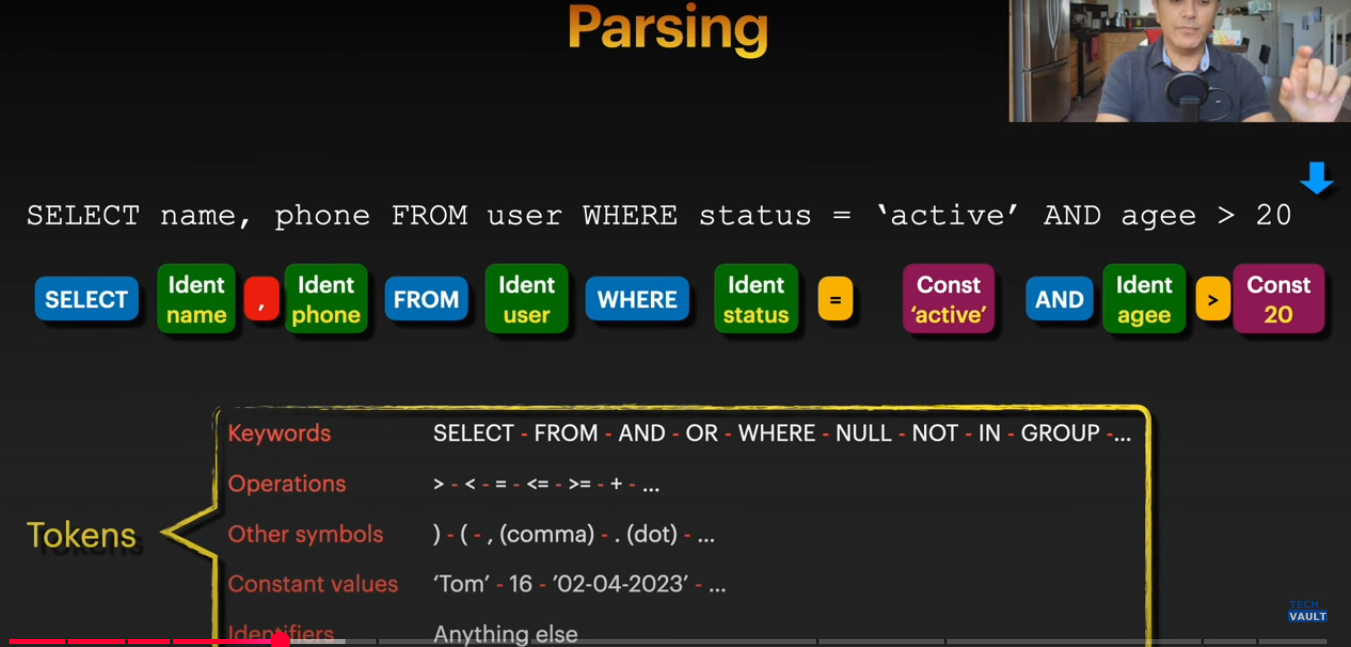 Parsing
SELECT name, phone FROM user WHERE status = ‘active’ AND agee > 20
SELECT Ident name , Ident phone FROM Ident user WHERE Ident status = Const ‘active’ AND Ident agee > Const 20
Tokens
Keywords SELECT - FROM - AND - OR - WHERE - NULL - NOT - IN - GROUP -...
Operations > - < - = - <= - >= - + - ...
Other symbols ) - ( - , (comma) - . (dot) - ...
Constant values ‘Tom’ - 16 - ’02-04-2023’ - ...
Identifiers Anything else
TECH
VAULT